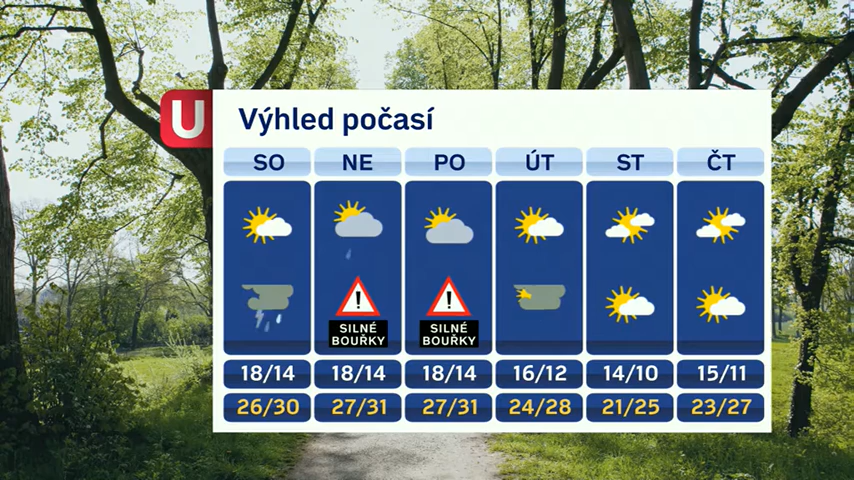 U
Výhled počasí
SO NE PO ÚT ST ČT
! !
SILNÉ BOUŘKY SILNÉ BOUŘKY
18/14 18/14 18/14 16/12 14/10 15/11
26/30 27/31 27/31 24/28 21/25 23/27